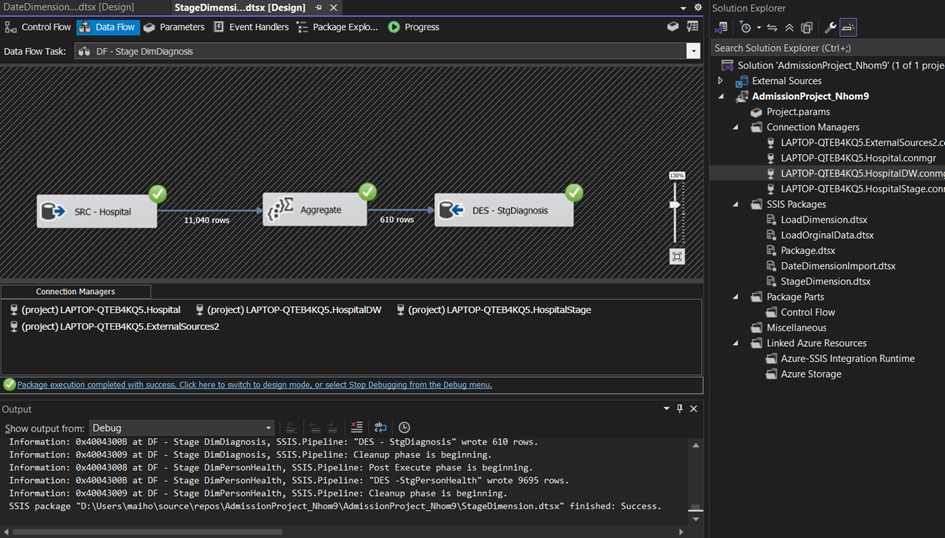 DateDimension....dtsx [Design]
StageDimensi...dtsx [Design]
Control Flow
Data Flow
Parameters
Event Handlers
Package Explo...
Progress
Data Flow Task:
DF - Stage DimDiagnosis
SRC - Hospital
11,040 rows
Aggregate
610 rows
DES - StgDiagnosis
130%
Connection Managers
(project) LAPTOP-QTEB4KQ5.Hospital
(project) LAPTOP-QTEB4KQ5.HospitalDW
(project) LAPTOP-QTEB4KQ5.HospitalStage
(project) LAPTOP-QTEB4KQ5.ExternalSources2
Package execution completed with success. Click here to switch to design mode, or select Stop Debugging from the Debug menu.
Output
Show output from:
Debug
Information: 0x4004300B at DF - Stage DimDiagnosis, SSIS.Pipeline: "DES - StgDiagnosis" wrote 610 rows.
Information: 0x40043009 at DF - Stage DimDiagnosis, SSIS.Pipeline: Cleanup phase is beginning.
Information: 0x40043008 at DF - Stage DimPersonHealth, SSIS.Pipeline: Post Execute phase is beginning.
Information: 0x4004300B at DF - Stage DimPersonHealth, SSIS.Pipeline: "DES -StgPersonHealth" wrote 9695 rows.
Information: 0x40043009 at DF - Stage DimPersonHealth, SSIS.Pipeline: Cleanup phase is beginning.
SSIS package "D:\Users\maiho\source\repos\AdmissionProject_Nhom9\AdmissionProject_Nhom9\StageDimension.dtsx" finished: Success.
Solution Explorer
Search Solution Explorer (Ctrl+;)
Solution 'AdmissionProject_Nhom9' (1 of 1 proje
External Sources
AdmissionProject_Nhom9
Project.params
Connection Managers
LAPTOP-QTEB4KQ5.ExternalSources2.co
LAPTOP-QTEB4KQ5.Hospital.conmgr
LAPTOP-QTEB4KQ5.HospitalDW.conmg
LAPTOP-QTEB4KQ5.HospitalStage.conm
SSIS Packages
LoadDimension.dtsx
LoadOrginalData.dtsx
Package.dtsx
DateDimensionImport.dtsx
StageDimension.dtsx
Package Parts
Control Flow
Miscellaneous
Linked Azure Resources
Azure-SSIS Integration Runtime
Azure Storage